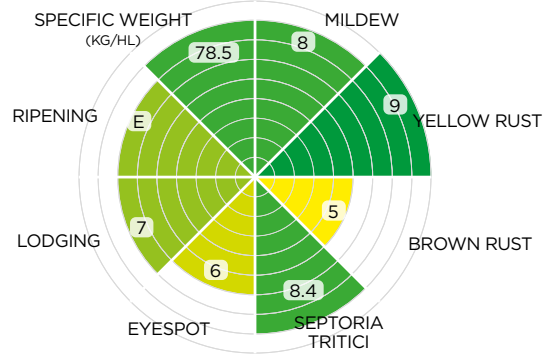 SPECIFIC WEIGHT
(KG/HL)
MILDEW
78.5
8
RIPENING
E
9
YELLOW RUST
LODGING
7
5
BROWN RUST
6
8.4
EYESPOT
SEPTORIA
TRITICI